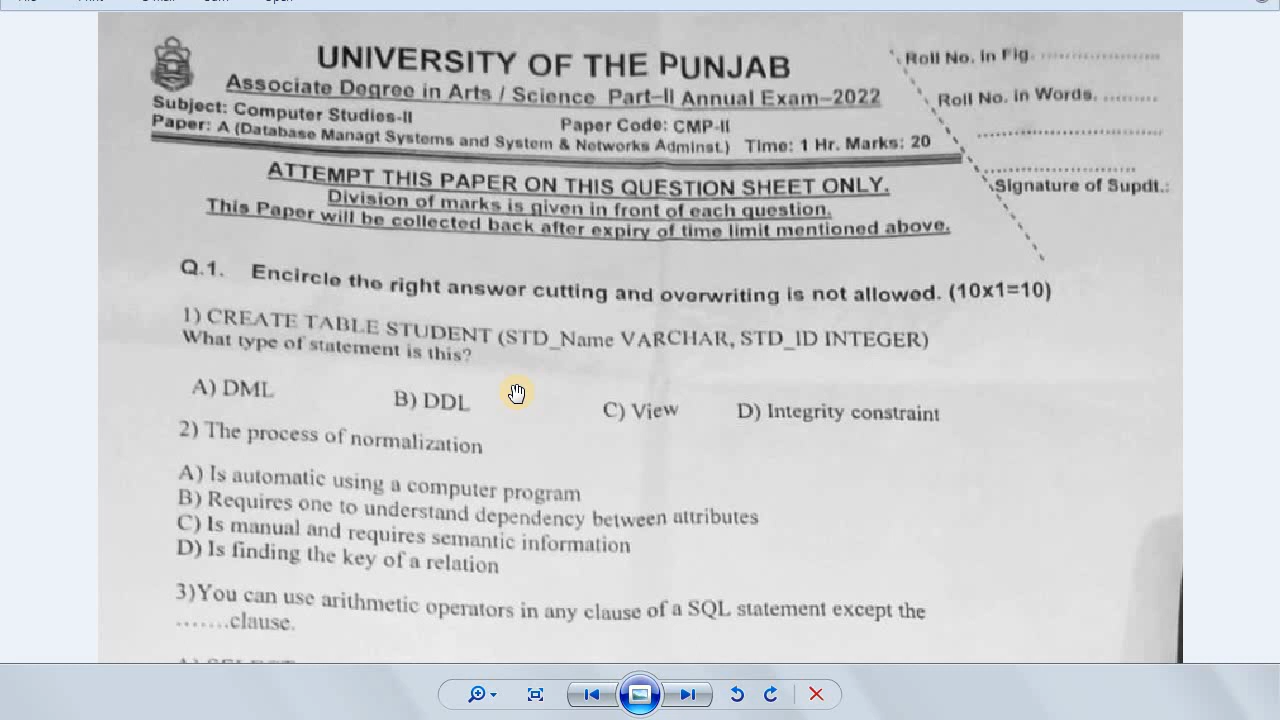 UNIVERSITY OF THE PUNJAB
Associate Degree in Arts / Science Part–II Annual Exam–2022
Subject: Computer Studies-II
Paper Code: CMP-II
Paper: A (Database Managt Systems and System & Networks Adminst.) Time: 1 Hr. Marks: 20
Roll No. in Fig. .....................
Roll No. in Words. .........
................................
..........................
Signature of Supdt.:
ATTEMPT THIS PAPER ON THIS QUESTION SHEET ONLY.
Division of marks is given in front of each question.
This Paper will be collected back after expiry of time limit mentioned above.
Q.1. Encircle the right answer cutting and overwriting is not allowed. (10x1=10)
1) CREATE TABLE STUDENT (STD_Name VARCHAR, STD_ID INTEGER)
What type of statement is this?
A) DML B) DDL C) View D) Integrity constraint
2) The process of normalization
A) Is automatic using a computer program
B) Requires one to understand dependency between attributes
C) Is manual and requires semantic information
D) Is finding the key of a relation
3)You can use arithmetic operators in any clause of a SQL statement except the
.......clause.